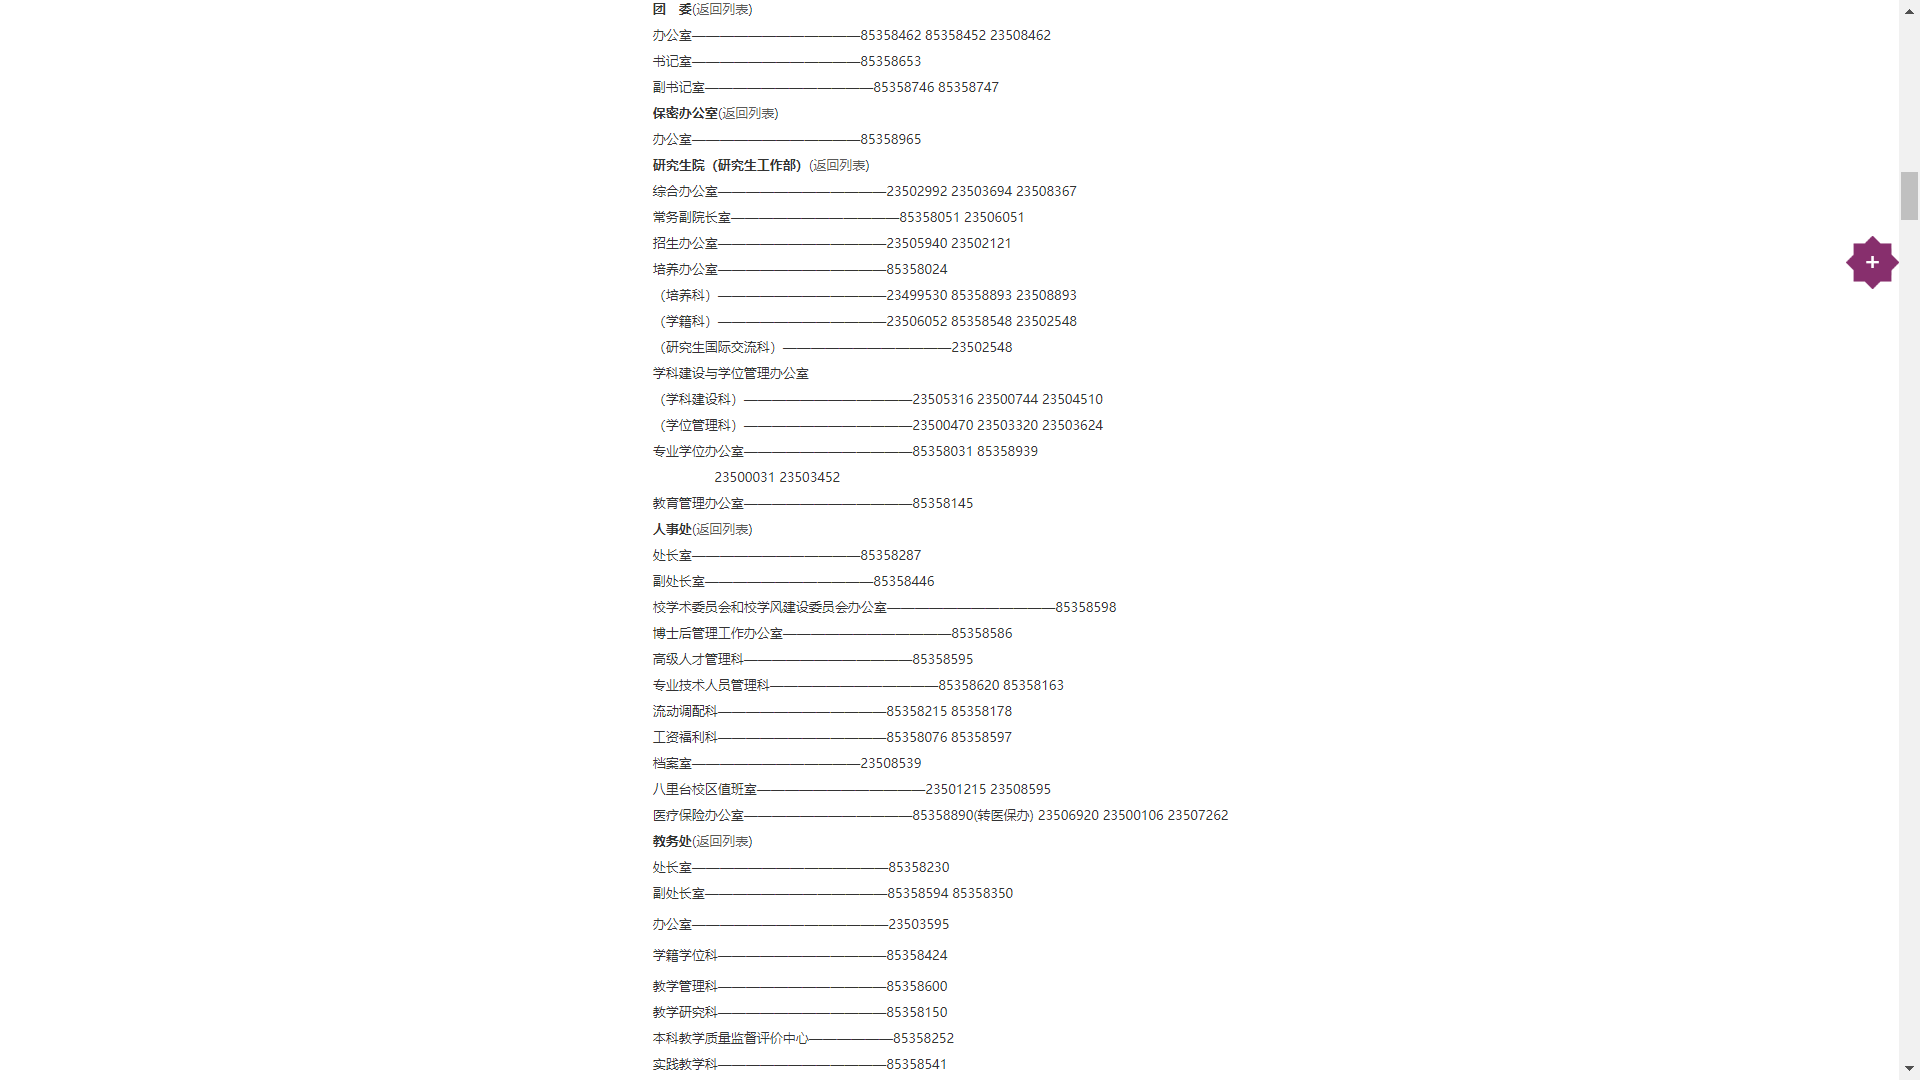 团　委(返回列表)
办公室————————————85358462 85358452 23508462
书记室————————————85358653
副书记室————————————85358746 85358747
保密办公室(返回列表)
办公室————————————85358965
研究生院（研究生工作部）(返回列表)
综合办公室————————————23502992 23503694 23508367
常务副院长室————————————85358051 23506051
招生办公室————————————23505940 23502121
培养办公室————————————85358024
（培养科）————————————23499530 85358893 23508893
（学籍科）————————————23506052 85358548 23502548
（研究生国际交流科）————————————23502548
学科建设与学位管理办公室
（学科建设科）————————————23505316 23500744 23504510
（学位管理科）————————————23500470 23503320 23503624
专业学位办公室————————————85358031 85358939
23500031 23503452
教育管理办公室————————————85358145
人事处(返回列表)
处长室————————————85358287
副处长室————————————85358446
校学术委员会和校学风建设委员会办公室————————————85358598
博士后管理工作办公室————————————85358586
高级人才管理科————————————85358595
专业技术人员管理科————————————85358620 85358163
流动调配科————————————85358215 85358178
工资福利科————————————85358076 85358597
档案室————————————23508539
八里台校区值班室————————————23501215 23508595
医疗保险办公室————————————85358890(转医保办) 23506920 23500106 23507262
教务处(返回列表)
处长室——————————————85358230
副处长室—————————————85358594 85358350
办公室——————————————23503595
学籍学位科————————————85358424
教学管理科————————————85358600
教学研究科————————————85358150
本科教学质量监督评价中心——————85358252
实践教学科————————————85358541